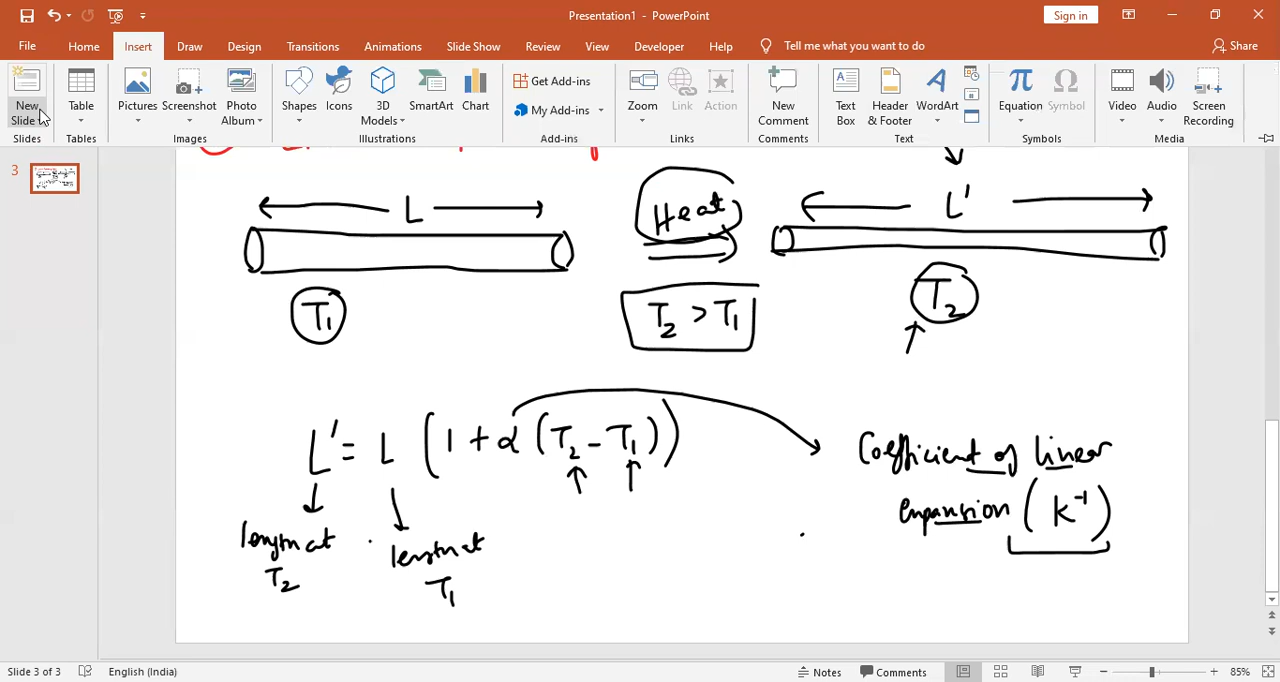 Presentation1 - PowerPoint
Sign in
File Home Insert Draw Design Transitions Animations Slide Show Review View Developer Help Tell me what you want to do Share
New Slide
Table
Pictures
Screenshot
Photo Album
Shapes
Icons
3D Models
SmartArt
Chart
Get Add-ins
My Add-ins
Zoom
Link
Action
New Comment
Text Box
Header & Footer
WordArt
Equation
Symbol
Video
Audio
Screen Recording
Slides Tables Images Illustrations Add-ins Links Comments Text Symbols Media
3
L Heat L'
T₁ T₂ > T₁ T₂
L' = L (1 + α (T₂ - T₁))
Coefficient of linear
expansion (K⁻¹)
length at
T₂
length at
T₁
Slide 3 of 3 English (India) Notes Comments 85%